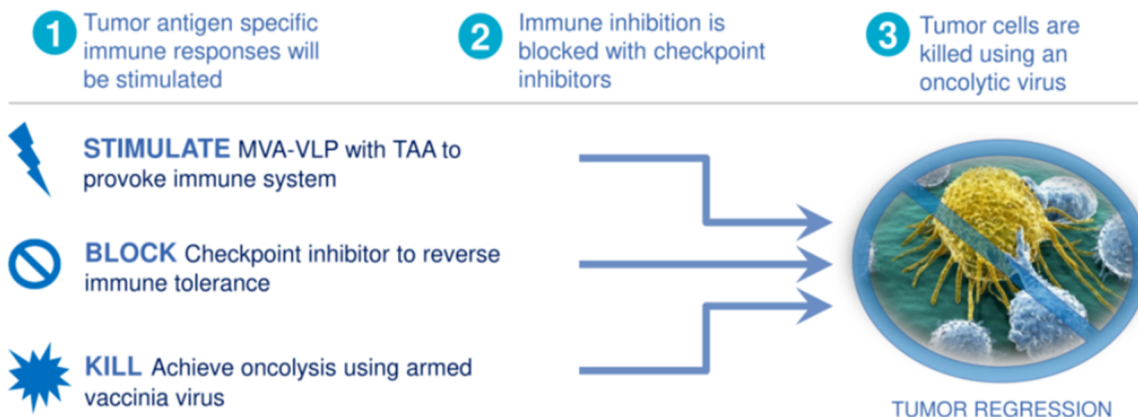 1
Tumor antigen specific
immune responses will
be stimulated
2
Immune inhibition is
blocked with checkpoint
inhibitors
3
Tumor cells are
killed using an
oncolytic virus
STIMULATE MVA-VLP with TAA to
provoke immune system
BLOCK Checkpoint inhibitor to reverse
immune tolerance
KILL Achieve oncolysis using armed
vaccinia virus
TUMOR REGRESSION